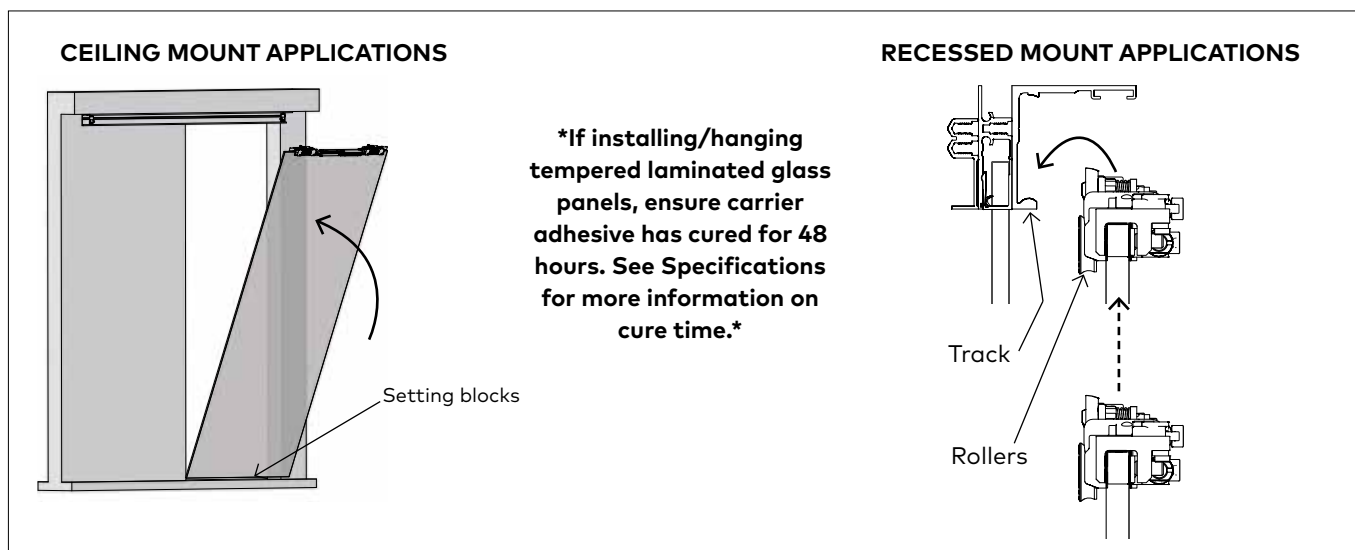 CEILING MOUNT APPLICATIONS
Setting blocks
*If installing/hanging
tempered laminated glass
panels, ensure carrier
adhesive has cured for 48
hours. See Specifications
for more information on
cure time.*
RECESSED MOUNT APPLICATIONS
Track
Rollers